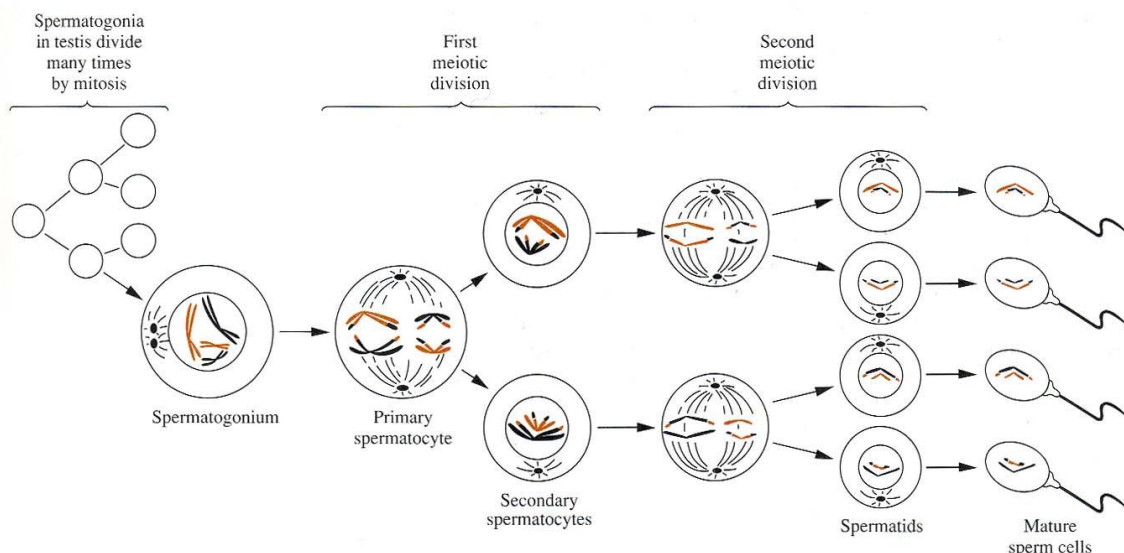 Spermatogonia
in testis divide
many times
by mitosis
First
meiotic
division
Second
meiotic
division
Spermatogonium
Primary
spermatocyte
Secondary
spermatocytes
Spermatids
Mature
sperm cells